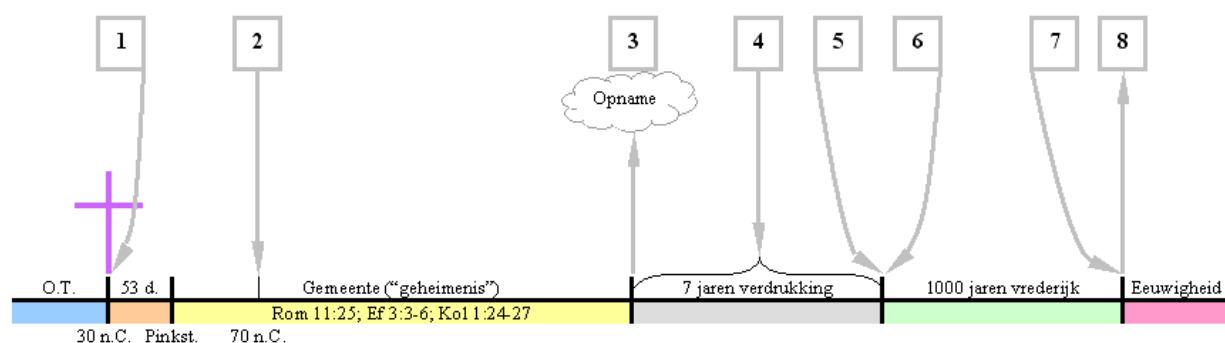 1 2 3 4 5 6 7 8
Opname
O.T. 53 d. Gemeente (“geheimenis”) 7 jaren verdrukking 1000 jaren vrederijk Eeuwigheid
Rom 11:25; Ef 3:3-6; Kol 1:24-27
30 n.C. Pinkst. 70 n.C.